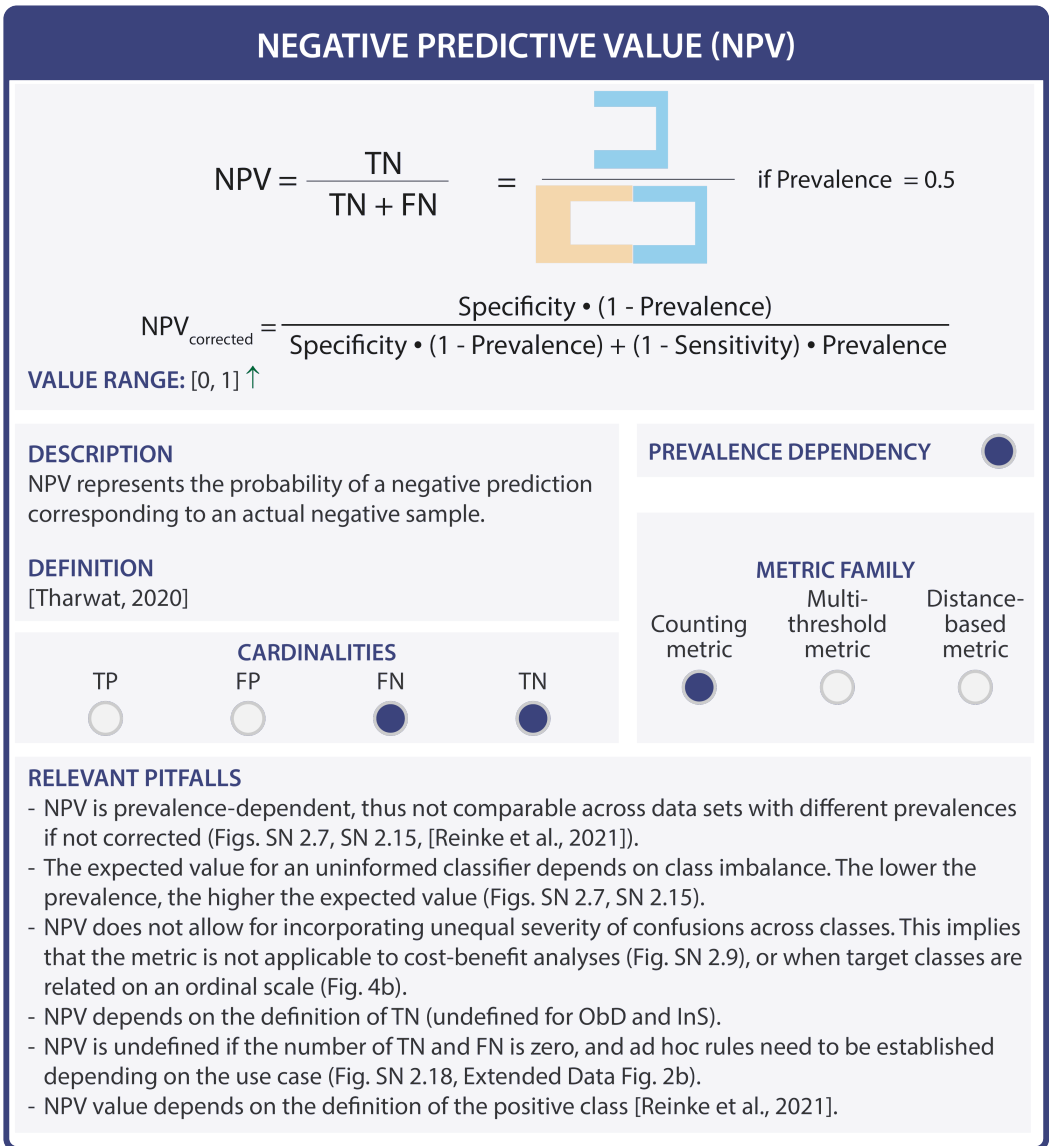 NEGATIVE PREDICTIVE VALUE (NPV)
NPV = TN / TN + FN = if Prevalence = 0.5
NPV corrected = Specificity • (1 - Prevalence) / Specificity • (1 - Prevalence) + (1 - Sensitivity) • Prevalence
VALUE RANGE: [0, 1] ↑
DESCRIPTION
NPV represents the probability of a negative prediction
corresponding to an actual negative sample.
DEFINITION
[Tharwat, 2020]
CARDINALITIES
TP FP FN TN
PREVALENCE DEPENDENCY
METRIC FAMILY
Counting
metric
Multi-
threshold
metric
Distance-
based
metric
RELEVANT PITFALLS
- NPV is prevalence-dependent, thus not comparable across data sets with different prevalences
if not corrected (Figs. SN 2.7, SN 2.15, [Reinke et al., 2021]).
- The expected value for an uninformed classifier depends on class imbalance. The lower the
prevalence, the higher the expected value (Figs. SN 2.7, SN 2.15).
- NPV does not allow for incorporating unequal severity of confusions across classes. This implies
that the metric is not applicable to cost-benefit analyses (Fig. SN 2.9), or when target classes are
related on an ordinal scale (Fig. 4b).
- NPV depends on the definition of TN (undefined for ObD and InS).
- NPV is undefined if the number of TN and FN is zero, and ad hoc rules need to be established
depending on the use case (Fig. SN 2.18, Extended Data Fig. 2b).
- NPV value depends on the definition of the positive class [Reinke et al., 2021].